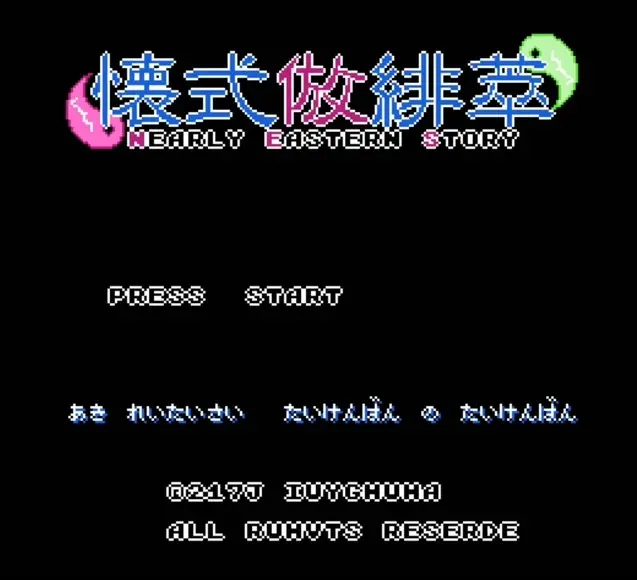 懐式倣緋萃
NEARLY EASTERN STORY
PRESS START
あき れいたいさい たいけんばん の たいけんばん
©217J IUYGHUHA
ALL RUHVTS RESERDE